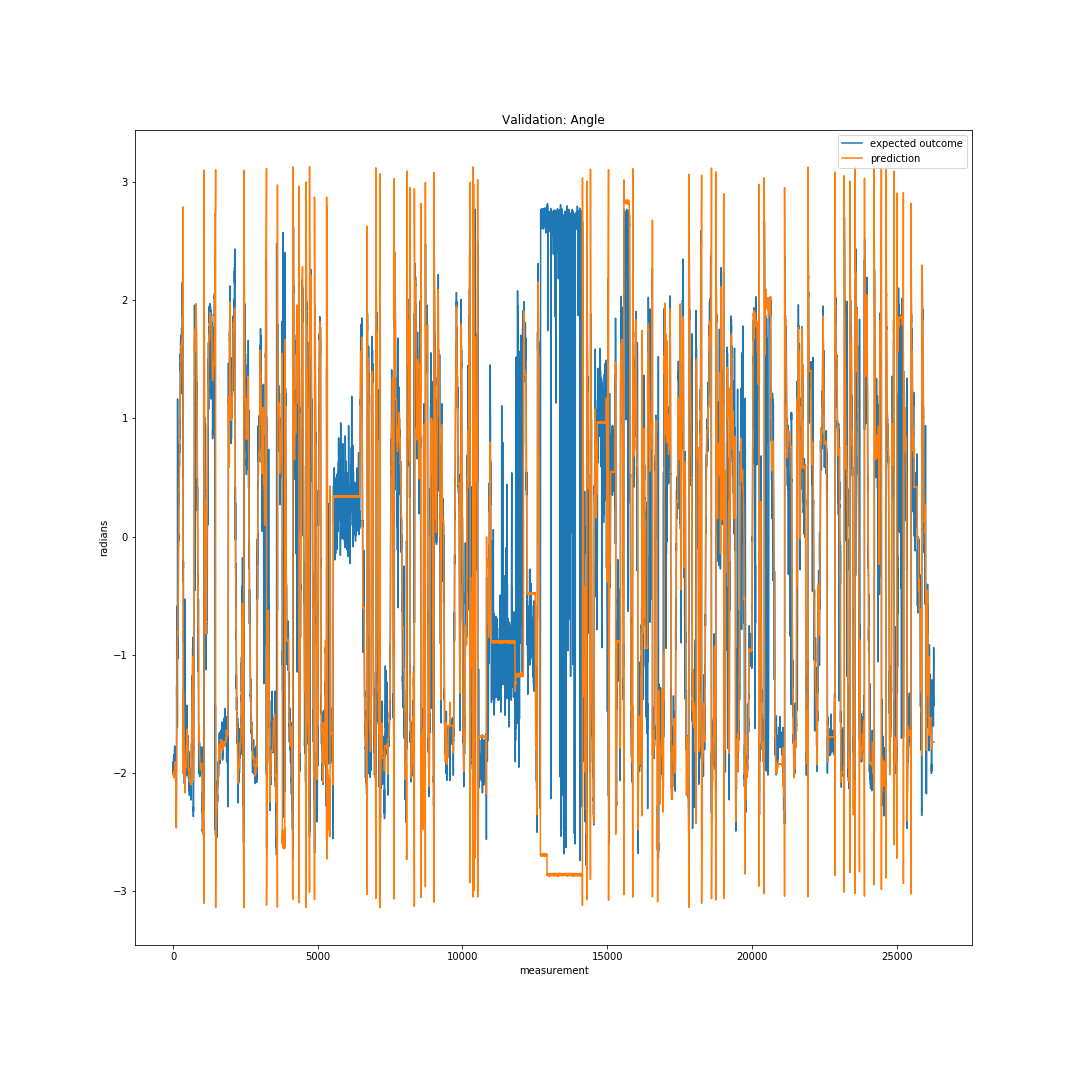 Validation: Angle
expected outcome
prediction
radians
3
2
1
0
−1
−2
−3
0 5000 10000 15000 20000 25000
measurement